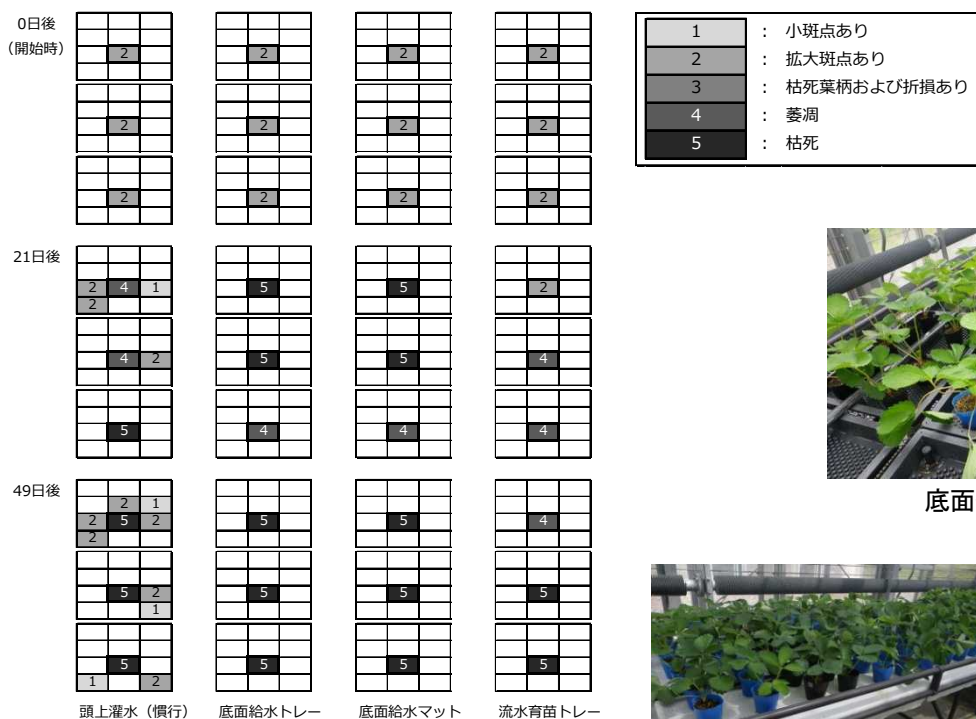 0日後
（開始時）
2 2 2 2
2 2 2 2
2 2 2 2
21日後
2 4 1 5 5 2
2
4 2 5 5 4
5 4 4 4
49日後
2 1
2 5 2 5 5 4
2
5 2 5 5 5
1
5 5 5 5
1 2
頭上灌水（慣行） 底面給水トレー 底面給水マット 流水育苗トレー
1 ： 小斑点あり
2 ： 拡大斑点あり
3 ： 枯死葉柄および折損あり
4 ： 萎凋
5 ： 枯死
底面